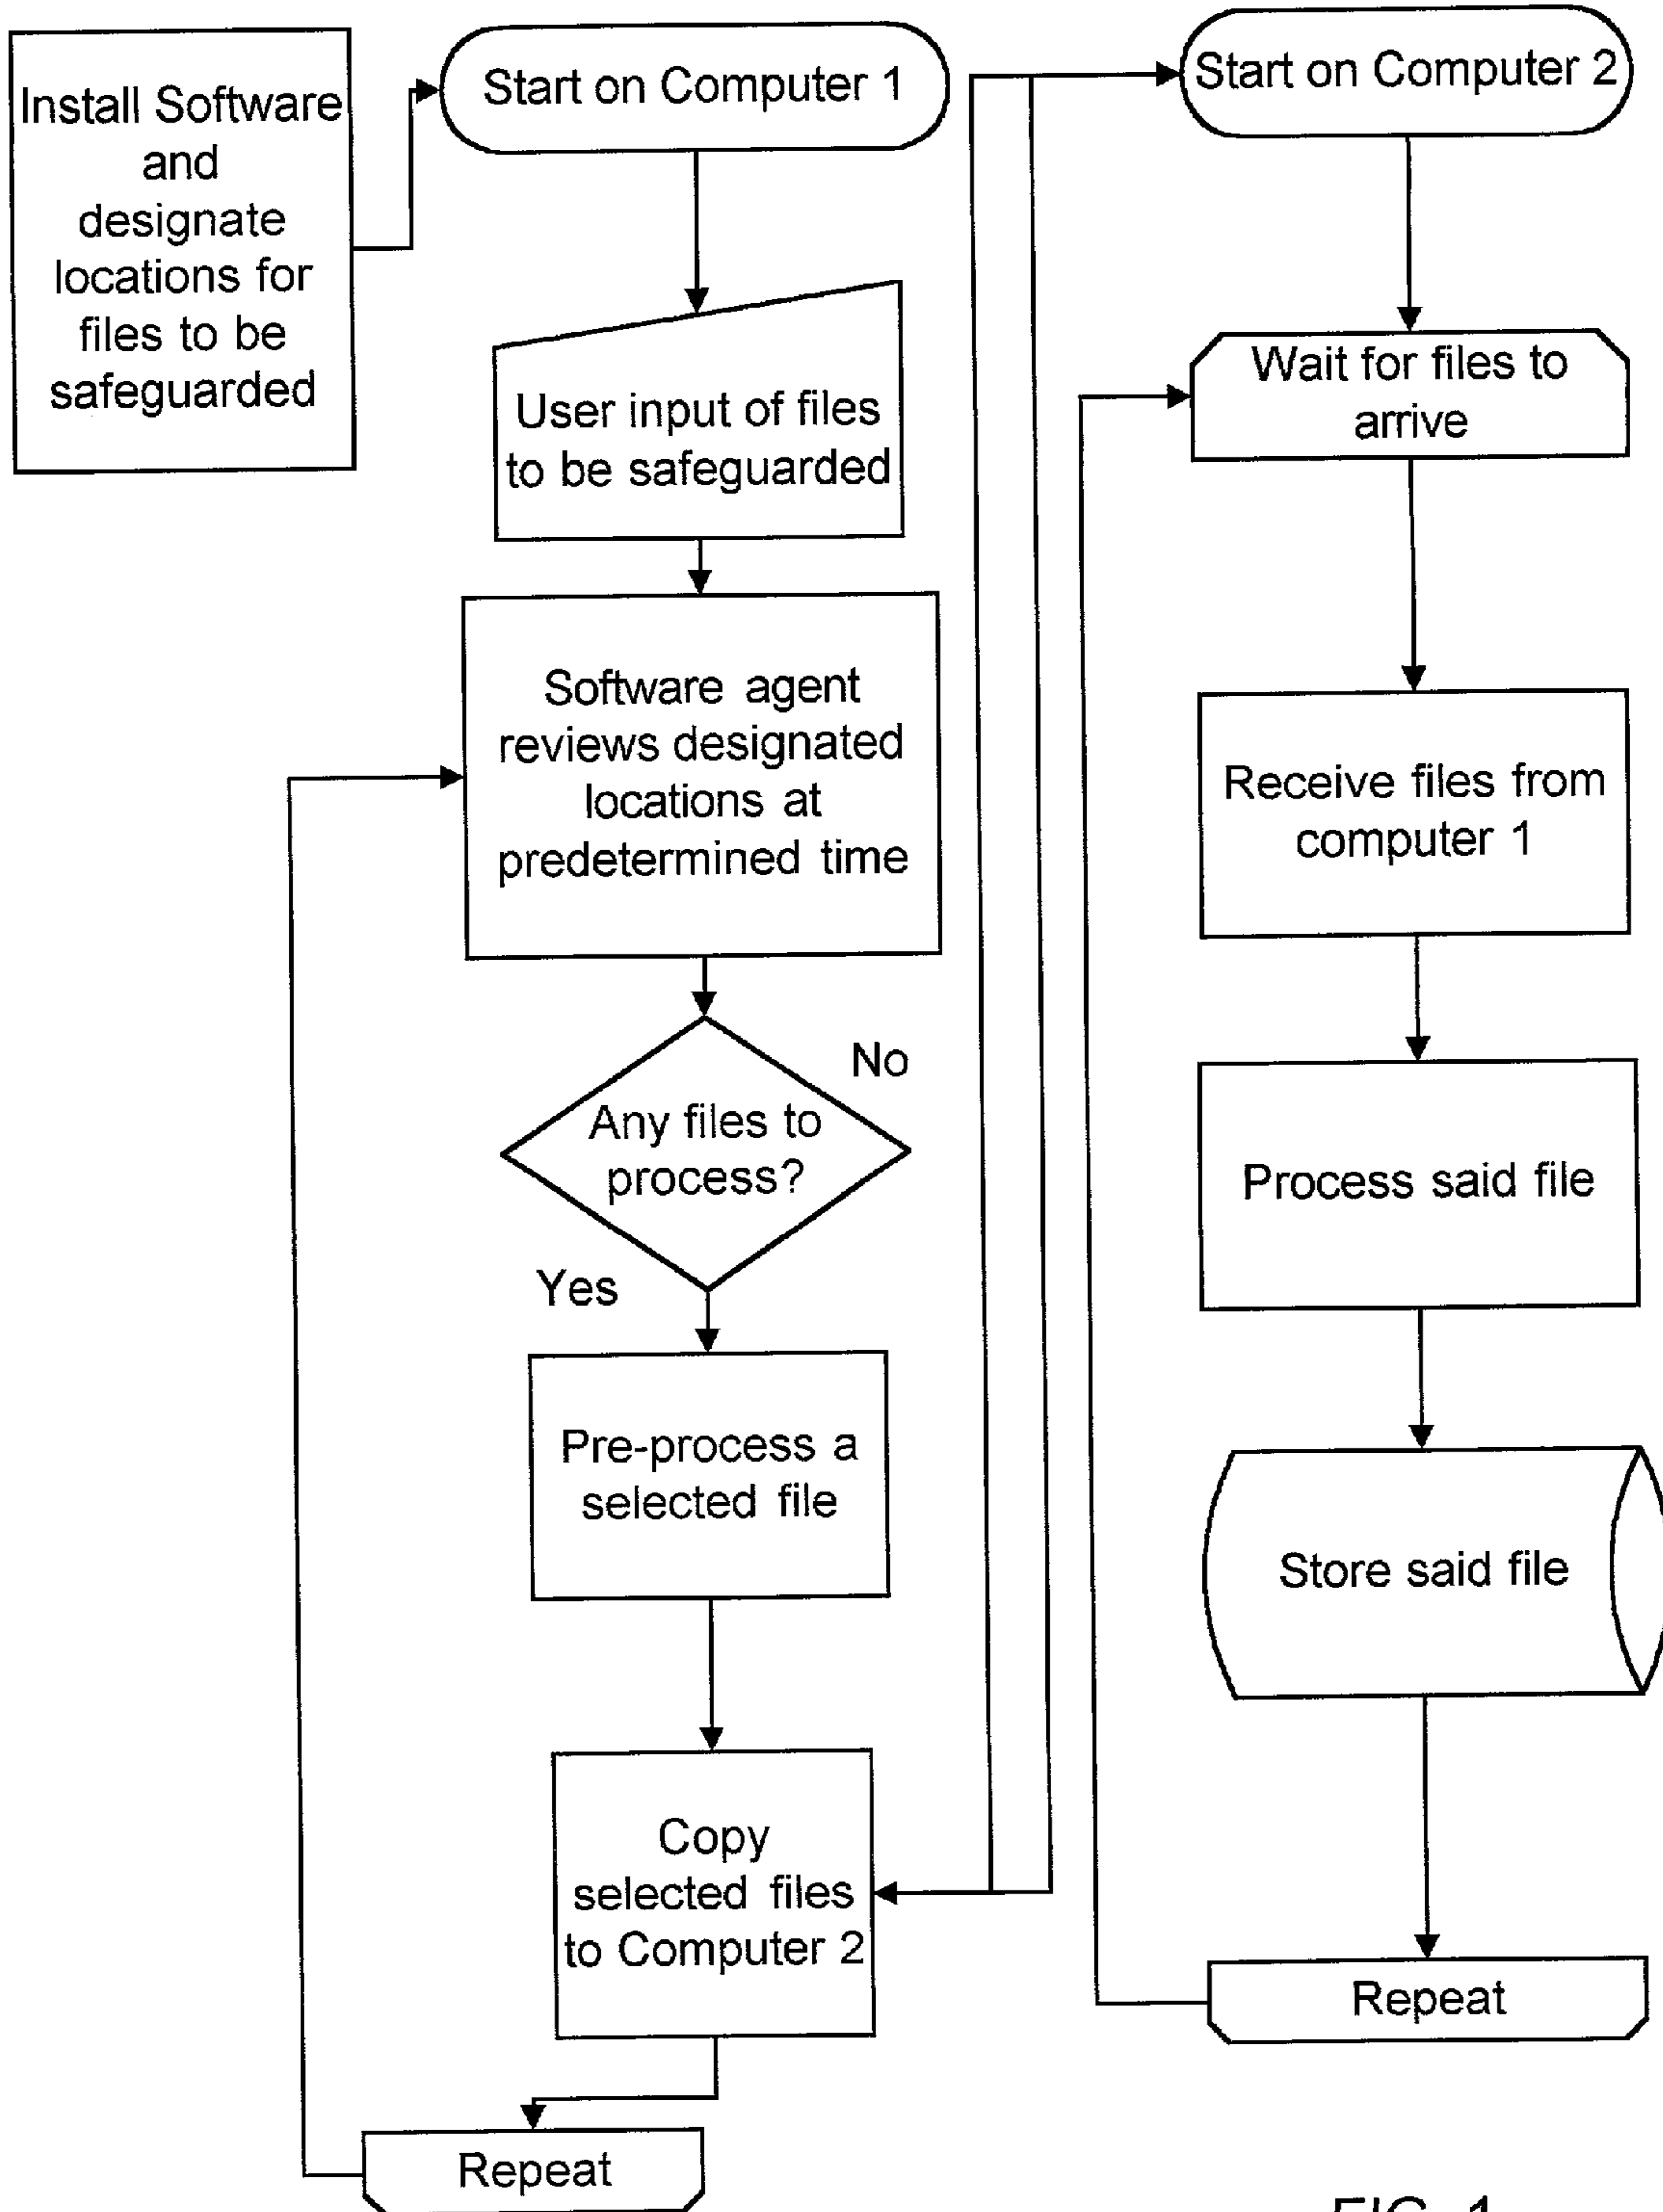 Install Software
and
designate
locations for
files to be
safeguarded
Start on Computer 1
User input of files
to be safeguarded
Software agent
reviews designated
locations at
predetermined time
Any files to
process?
No
Yes
Pre-process a
selected file
Copy
selected files
to Computer 2
Repeat
Start on Computer 2
Wait for files to
arrive
Receive files from
computer 1
Process said file
Store said file
Repeat
FIG. 1